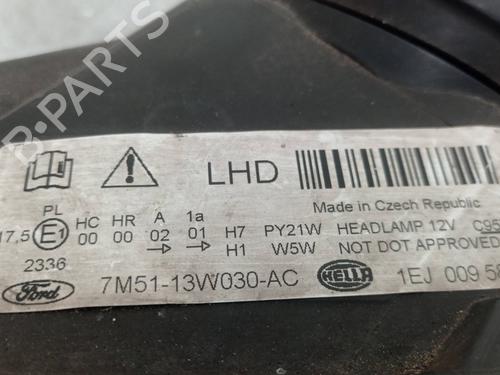 LHD
Made in Czech Republic
PL HC HR A 1a H7 PY21W HEADLAMP 12V
17,5 E1 00 00 02 01 H1 W5W NOT DOT APPROVED
2336
Ford 7M51-13W030-AC HELLA 1EJ 009
B-PARTS